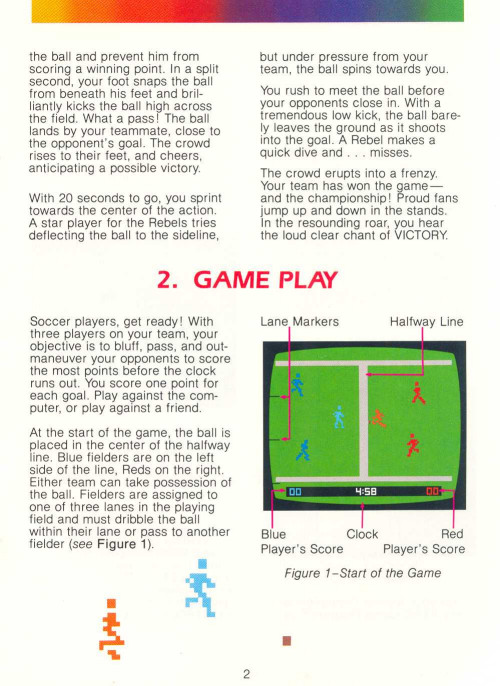 the ball and prevent him from
scoring a winning point. In a split
second, your foot snaps the ball
from beneath his feet and bril-
liantly kicks the ball high across
the field. What a pass! The ball
lands by your teammate, close to
the opponent's goal. The crowd
rises to their feet, and cheers,
anticipating a possible victory.
With 20 seconds to go, you sprint
towards the center of the action.
A star player for the Rebels tries
deflecting the ball to the sideline,
but under pressure from your
team, the ball spins towards you.
You rush to meet the ball before
your opponents close in. With a
tremendous low kick, the ball bare-
ly leaves the ground as it shoots
into the goal. A Rebel makes a
quick dive and . . . misses.
The crowd erupts into a frenzy.
Your team has won the game—
and the championship! Proud fans
jump up and down in the stands.
In the resounding roar, you hear
the loud clear chant of VICTORY.
2. GAME PLAY
Soccer players, get ready! With
three players on your team, your
objective is to bluff, pass, and out-
maneuver your opponents to score
the most points before the clock
runs out. You score one point for
each goal. Play against the com-
puter, or play against a friend.
At the start of the game, the ball is
placed in the center of the halfway
line. Blue fielders are on the left
side of the line, Reds on the right.
Either team can take possession of
the ball. Fielders are assigned to
one of three lanes in the playing
field and must dribble the ball
within their lane or pass to another
fielder (see Figure 1).
Lane Markers Halfway Line
00 4:58 00
Blue Clock Red
Player's Score Player's Score
Figure 1–Start of the Game
2